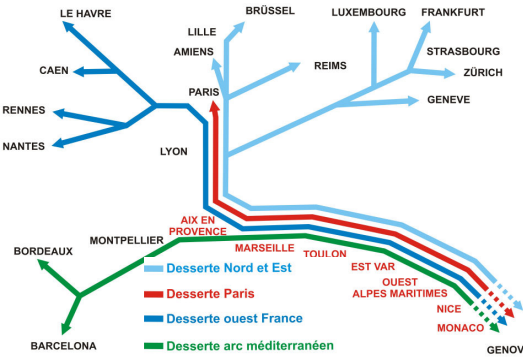 LE HAVRE
BRÜSSEL
LUXEMBOURG
FRANKFURT
LILLE
AMIENS
STRASBOURG
REIMS
CAEN
ZÜRICH
PARIS
GENEVE
RENNES
NANTES
LYON
AIX EN
PROVENCE
MONTPELLIER
MARSEILLE
TOULON
BORDEAUX
EST VAR
OUEST
ALPES MARITIMES
NICE
MONACO
GENOV
BARCELONA
Desserte Nord et Est
Desserte Paris
Desserte ouest France
Desserte arc méditerranéen